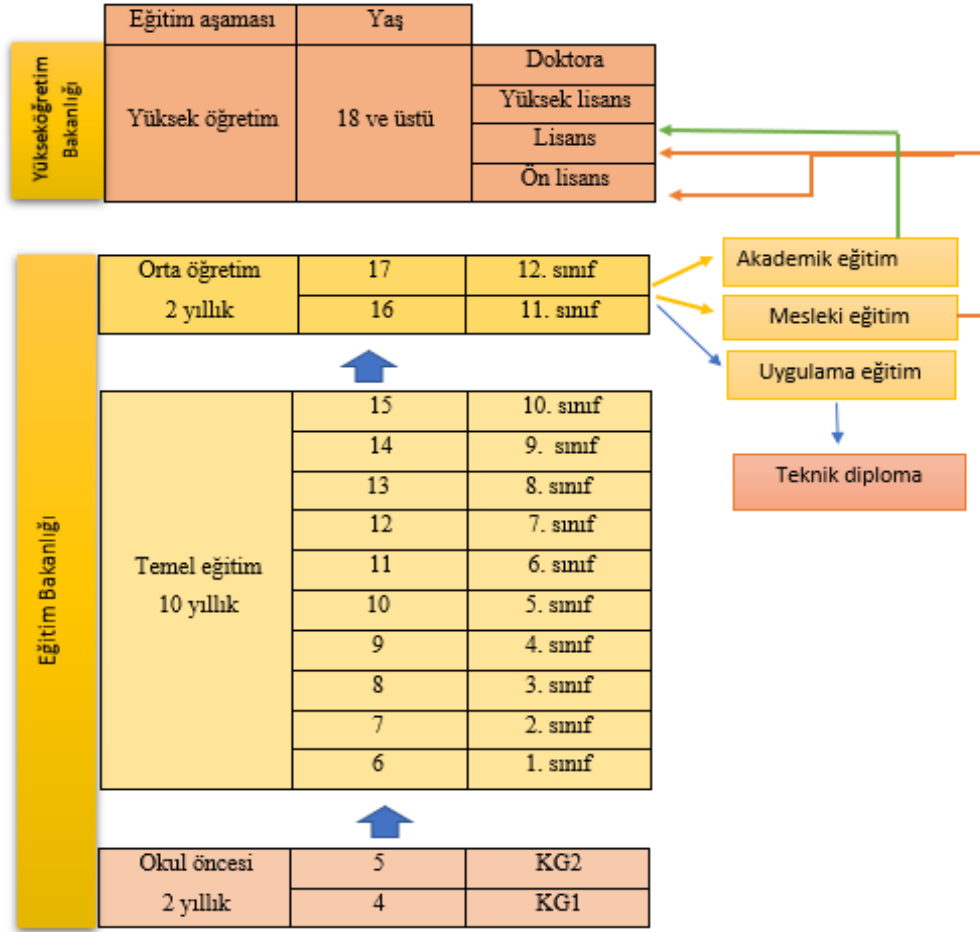 Eğitim aşaması Yaş
Yükseköğretim
Bakanlığı
Yüksek öğretim 18 ve üstü
Doktora
Yüksek lisans
Lisans
Ön lisans
Eğitim Bakanlığı
Orta öğretim
2 yıllık
17 12. sınıf
16 11. sınıf
Akademik eğitim
Mesleki eğitim
Uygulama eğitim
Teknik diploma
Temel eğitim
10 yıllık
15 10. sınıf
14 9. sınıf
13 8. sınıf
12 7. sınıf
11 6. sınıf
10 5. sınıf
9 4. sınıf
8 3. sınıf
7 2. sınıf
6 1. sınıf
Okul öncesi
2 yıllık
5 KG2
4 KG1